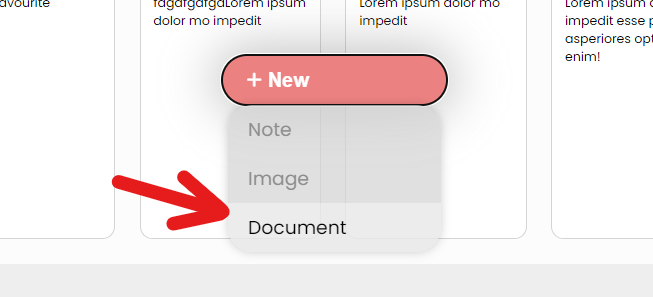 avourite
fagafgafgaLorem ipsum
dolor mo impedit
Lorem ipsum dolor mo
impedit
Lorem ipsum
impedit esse p
asperiores opt
enim!
+ New
Note
Image
Document